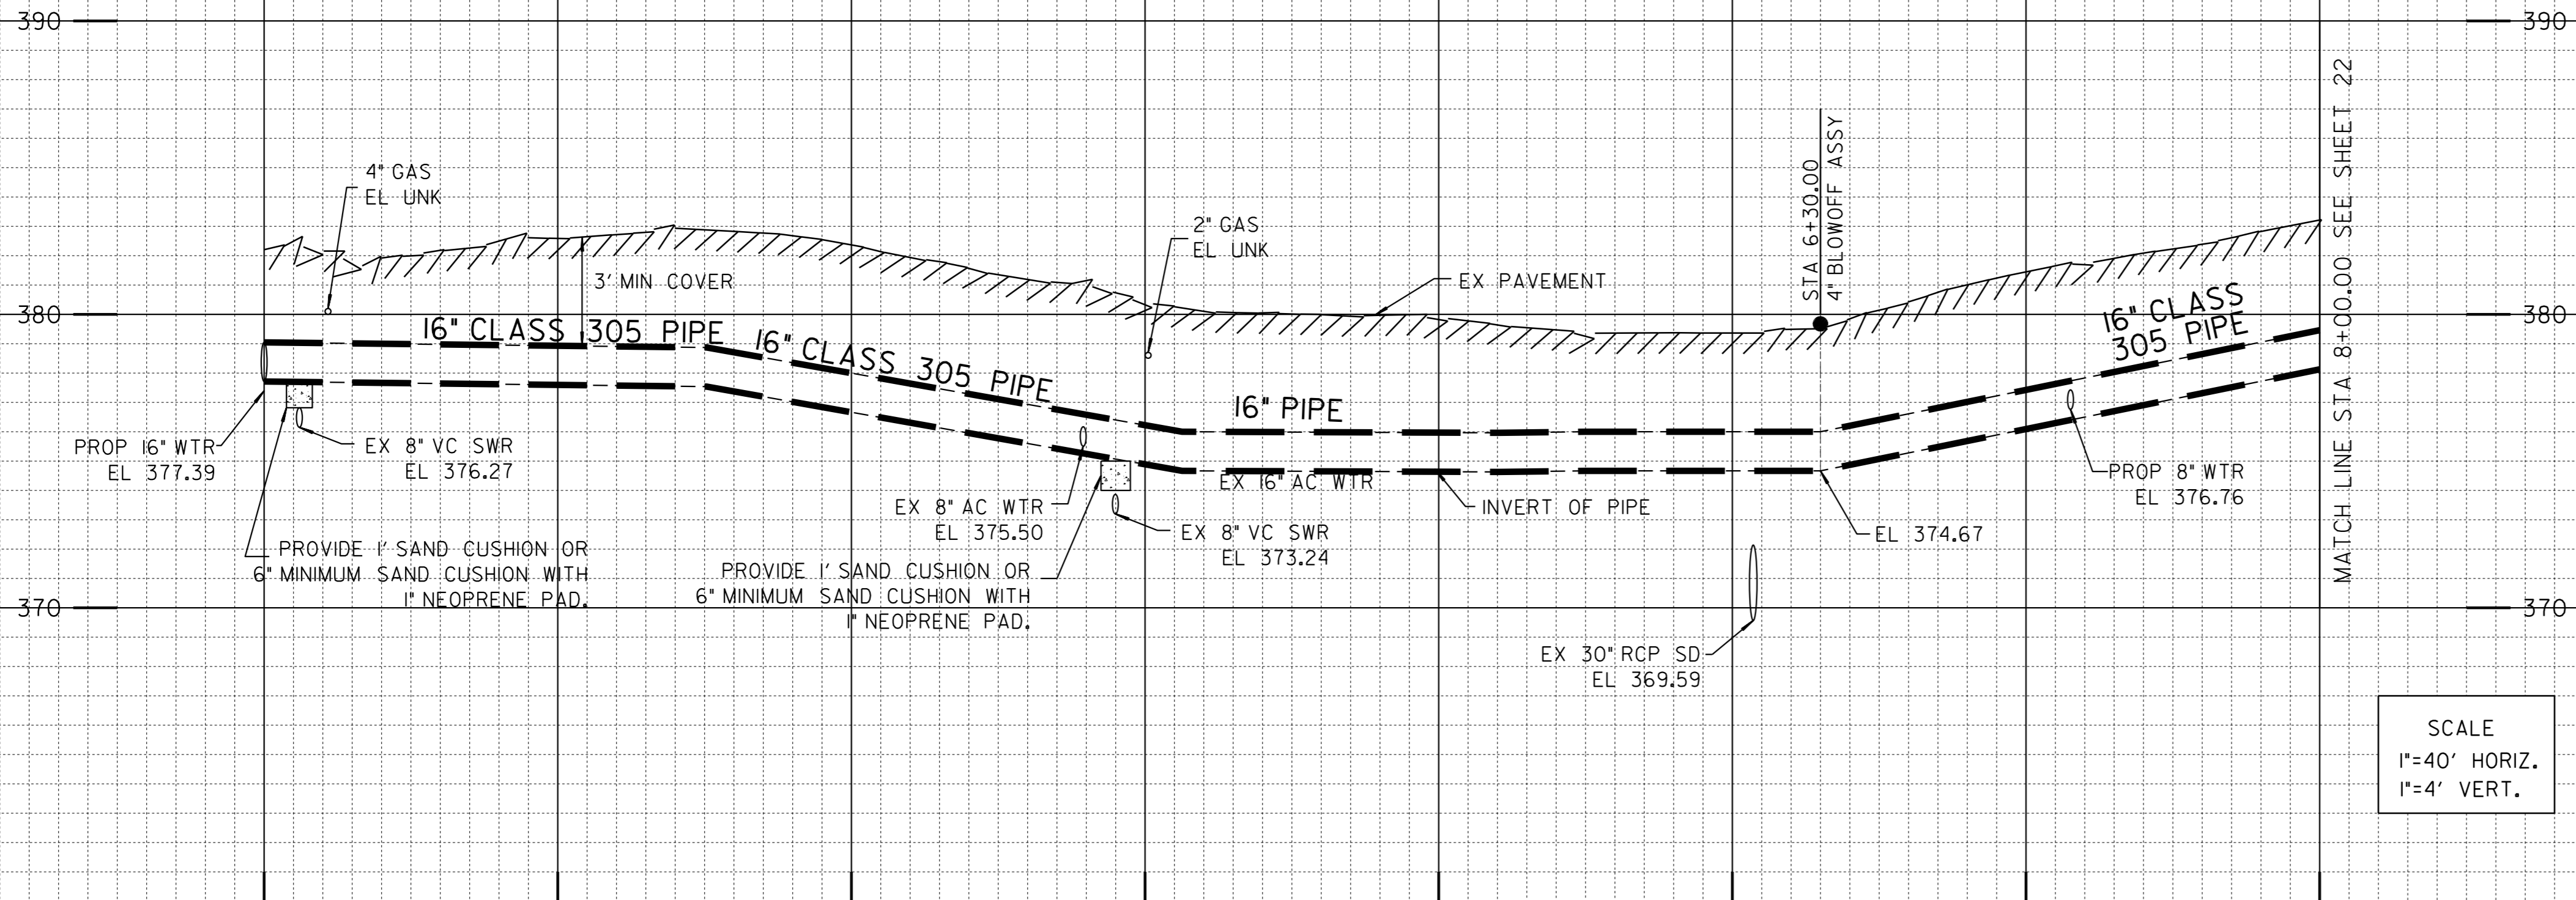 390
390
4" GAS
EL UNK
2" GAS
EL UNK
STA 6+30.00
4" BLOWOFF ASSY
MATCH LINE STA 8+00.00 SEE SHEET 22
3' MIN COVER
EX PAVEMENT
380
380
16" CLASS 305 PIPE
16" CLASS 305 PIPE
16" PIPE
16" CLASS
305 PIPE
PROP 16" WTR
EL 377.39
EX 8" VC SWR
EL 376.27
EX 8" AC WTR
EL 375.50
EX 16" AC WTR
INVERT OF PIPE
PROP 8" WTR
EL 376.76
EX 8" VC SWR
EL 373.24
EL 374.67
PROVIDE 1' SAND CUSHION OR
6" MINIMUM SAND CUSHION WITH
1" NEOPRENE PAD.
PROVIDE 1' SAND CUSHION OR
6" MINIMUM SAND CUSHION WITH
1" NEOPRENE PAD.
370
370
EX 30" RCP SD
EL 369.59
SCALE
1"=40' HORIZ.
1"=4' VERT.